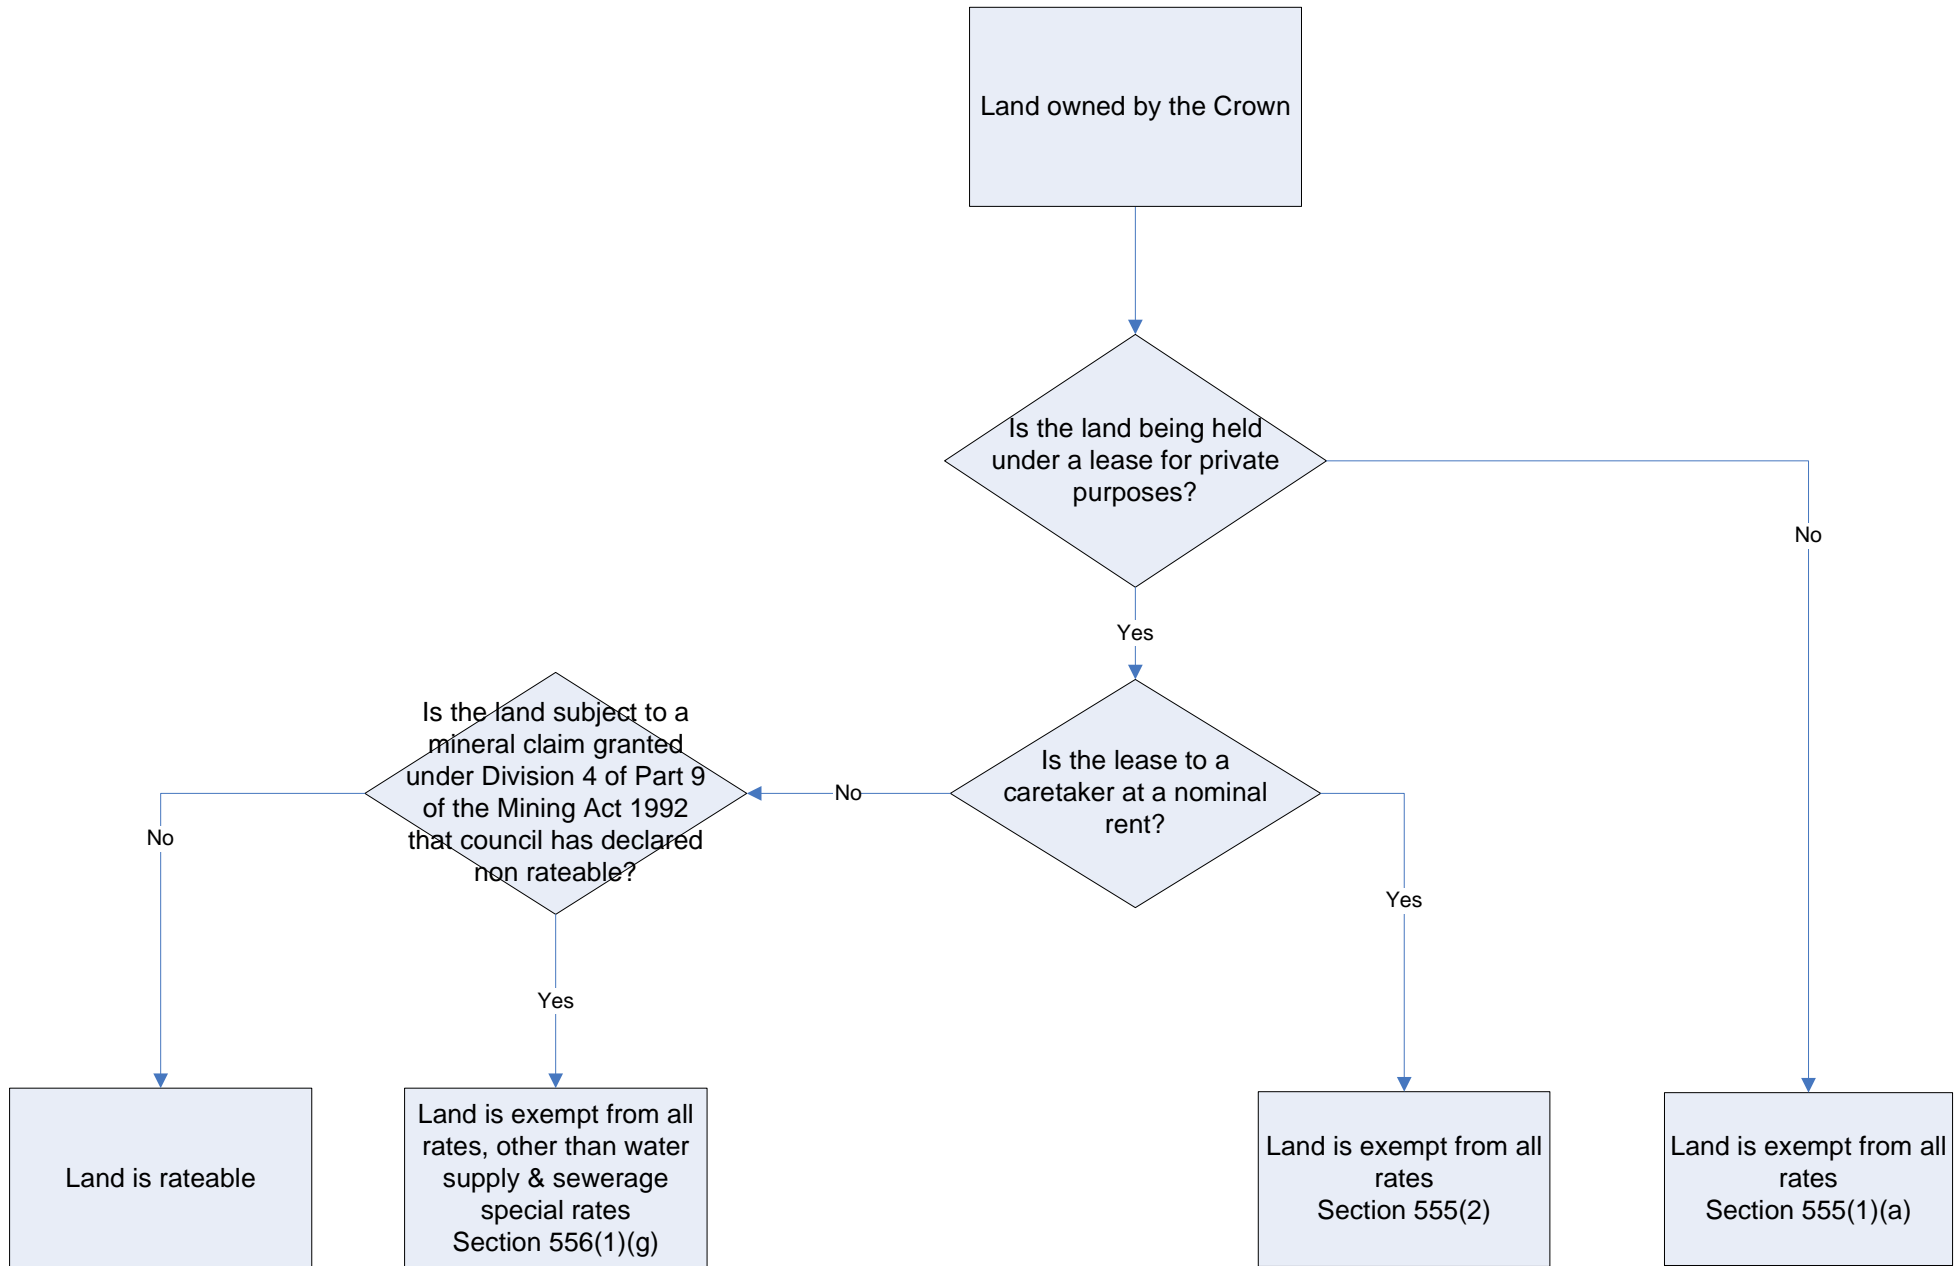 Land owned by the Crown
Is the land being held
under a lease for private
purposes?
No
Yes
Is the land subject to a
mineral claim granted
under Division 4 of Part 9
of the Mining Act 1992
that council has declared
non rateable?
No
Is the lease to a
caretaker at a nominal
rent?
No
Yes
Yes
Land is rateable
Land is exempt from all
rates, other than water
supply & sewerage
special rates
Section 556(1)(g)
Land is exempt from all
rates
Section 555(2)
Land is exempt from all
rates
Section 555(1)(a)